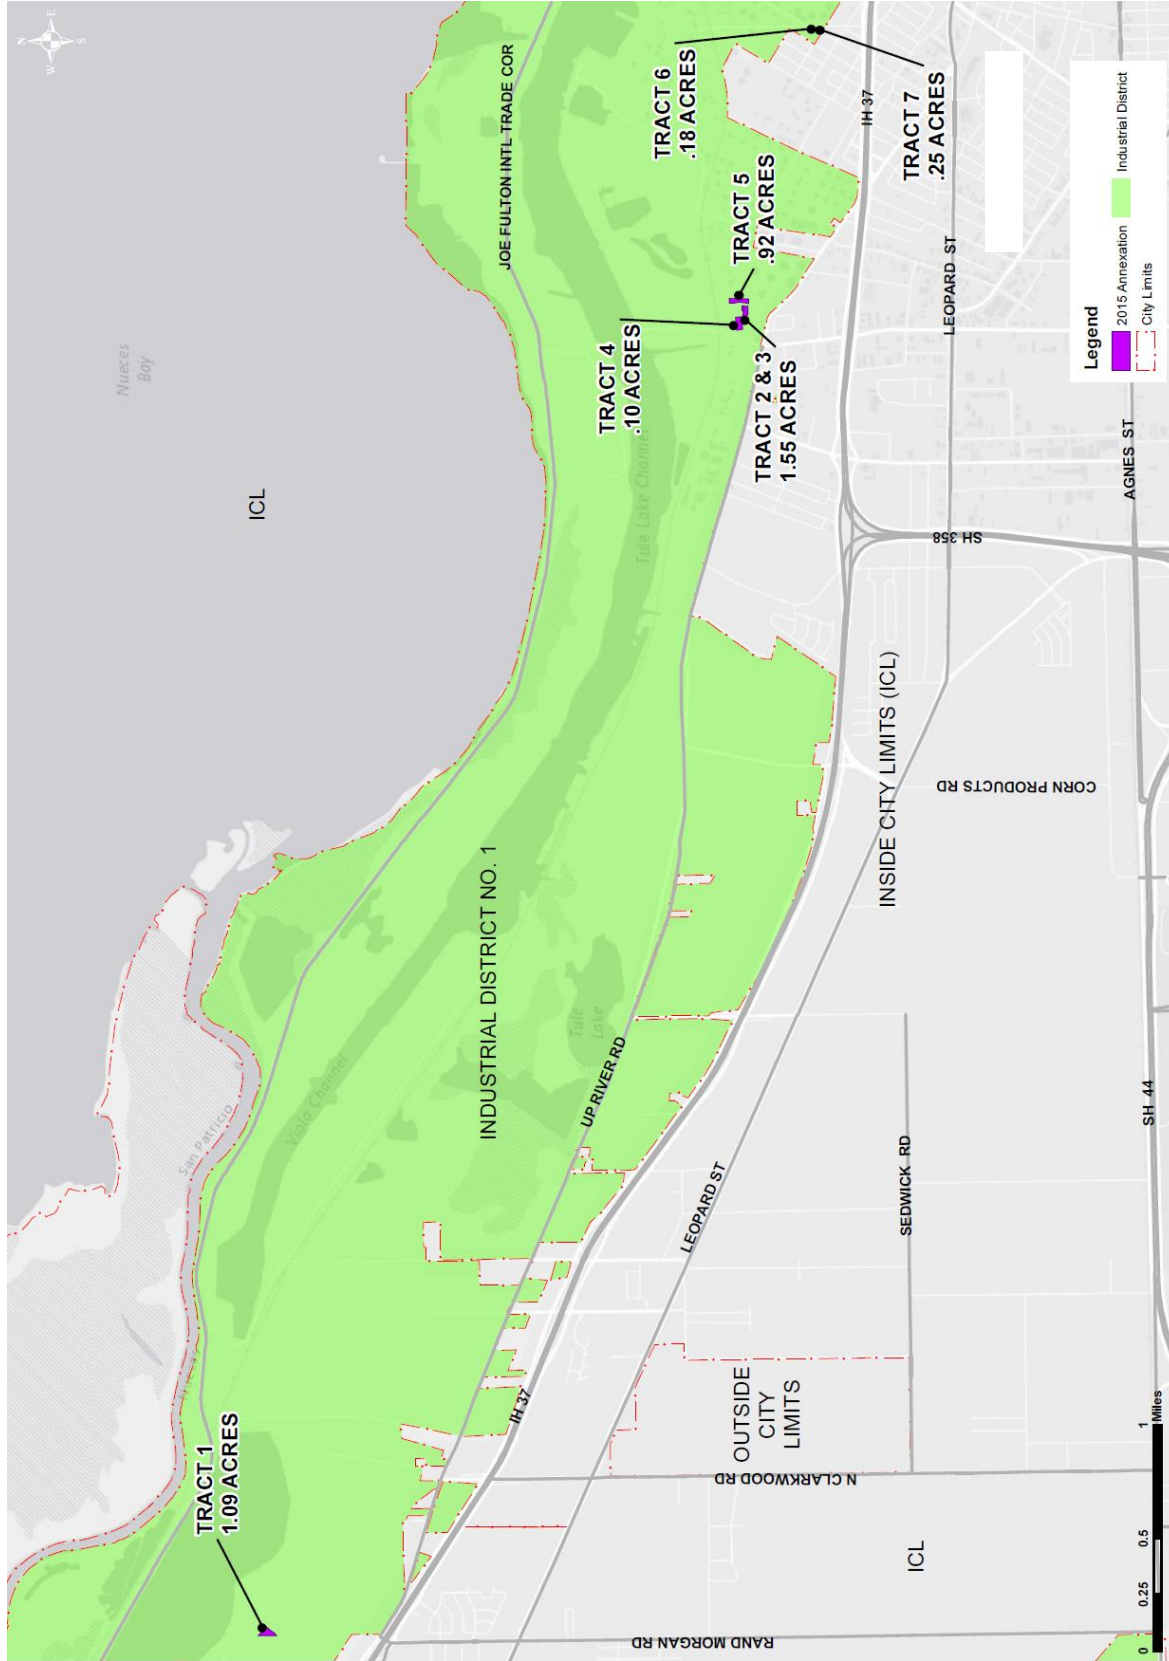 N
E
S
W
Nueces
Bay
ICL
JOE FULTON INTL TRADE COR
TRACT 1
1.09 ACRES
Nueces
San Patricio
Viola Channel
INDUSTRIAL DISTRICT NO. 1
Tule
Lake
UP RIVER RD
Tule Lake Channel
TRACT 4
.10 ACRES
TRACT 2 & 3
1.55 ACRES
TRACT 5
.92 ACRES
TRACT 6
.18 ACRES
TRACT 7
.25 ACRES
IH 37
IH 37
LEOPARD ST
LEOPARD ST
INSIDE CITY LIMITS (ICL)
SH 358
CORN PRODUCTS RD
AGNES ST
SH 44
SEDWICK RD
OUTSIDE
CITY
LIMITS
N CLARKWOOD RD
RAND MORGAN RD
ICL
0 0.25 0.5 1
Miles
Legend
2015 Annexation
Industrial District
City Limits